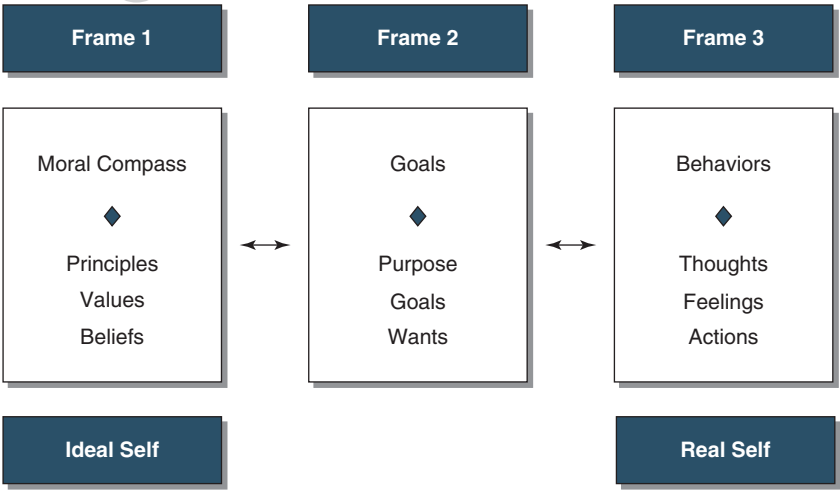 Frame 1
Moral Compass
Principles
Values
Beliefs
Ideal Self
Frame 2
Goals
Purpose
Goals
Wants
Frame 3
Behaviors
Thoughts
Feelings
Actions
Real Self